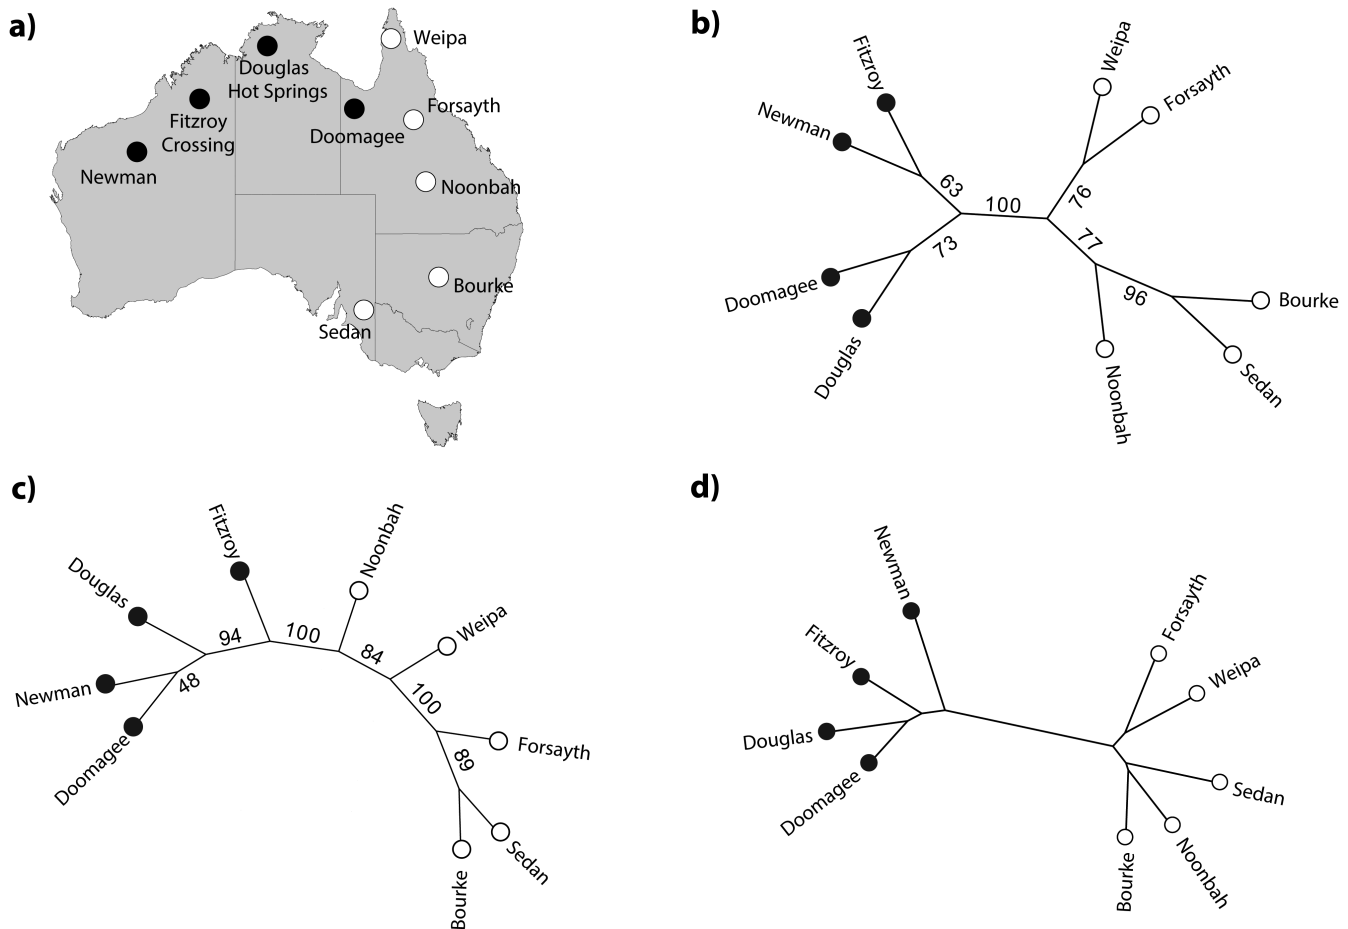 a)
Weipa
Douglas
Hot Springs
Forsayth
Fitzroy
Crossing
Doomagee
Newman
Noonbah
Bourke
Sedan
b)
Fitzroy
Newman
Weipa
Forsayth
63
100
76
73
77
96
Doomagee
Douglas
Noonbah
Bourke
Sedan
c)
Fitzroy
Noonbah
Douglas
Weipa
94
100
84
48
100
Newman
Doomagee
Forsayth
89
Sedan
Bourke
d)
Newman
Forsayth
Fitzroy
Weipa
Douglas
Doomagee
Sedan
Noonbah
Bourke